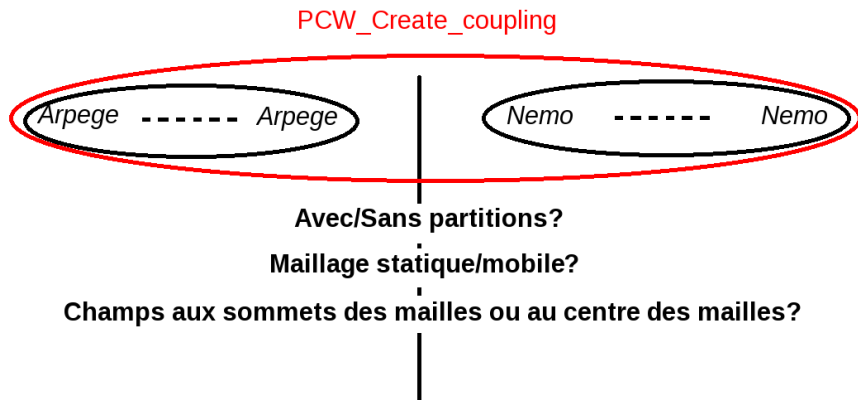 PCW_Create_coupling
Arpege Arpege Nemo Nemo
Avec/Sans partitions?
Maillage statique/mobile?
Champs aux sommets des mailles ou au centre des mailles?